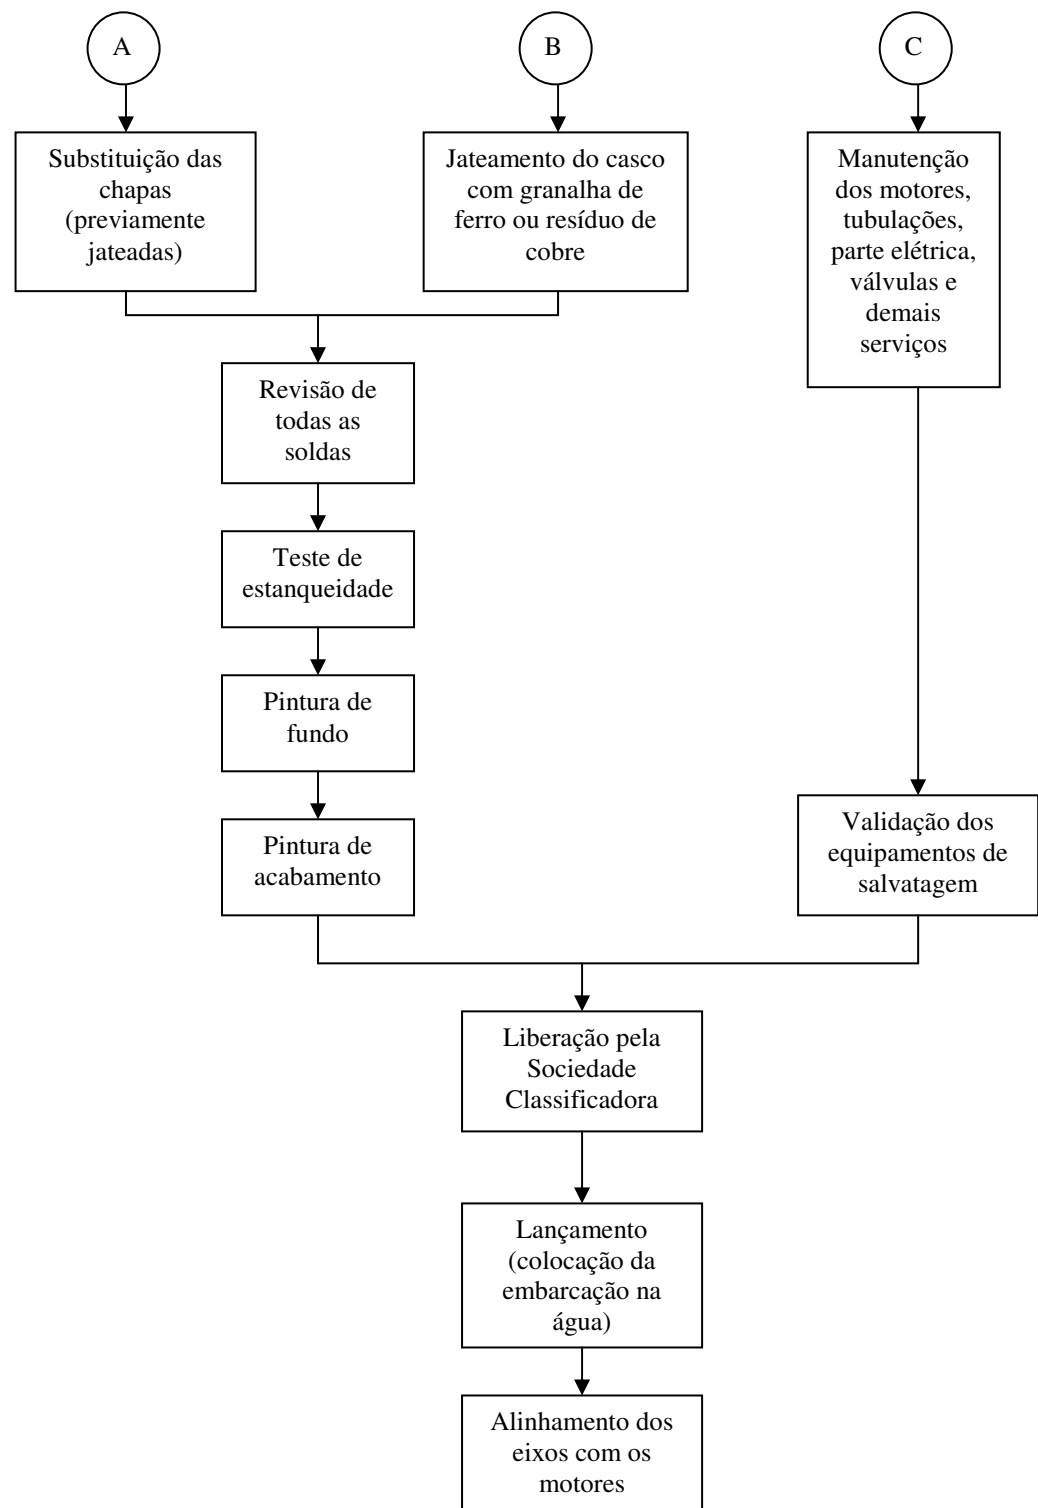 A
B
C
Substituição das
chapas
(previamente
jateadas)
Jateamento do casco
com granalha de
ferro ou resíduo de
cobre
Manutenção
dos motores,
tubulações,
parte elétrica,
válvulas e
demais
serviços
Revisão de
todas as
soldas
Teste de
estanqueidade
Pintura de
fundo
Pintura de
acabamento
Validação dos
equipamentos de
salvatagem
Liberação pela
Sociedade
Classificadora
Lançamento
(colocação da
embarcação na
água)
Alinhamento dos
eixos com os
motores